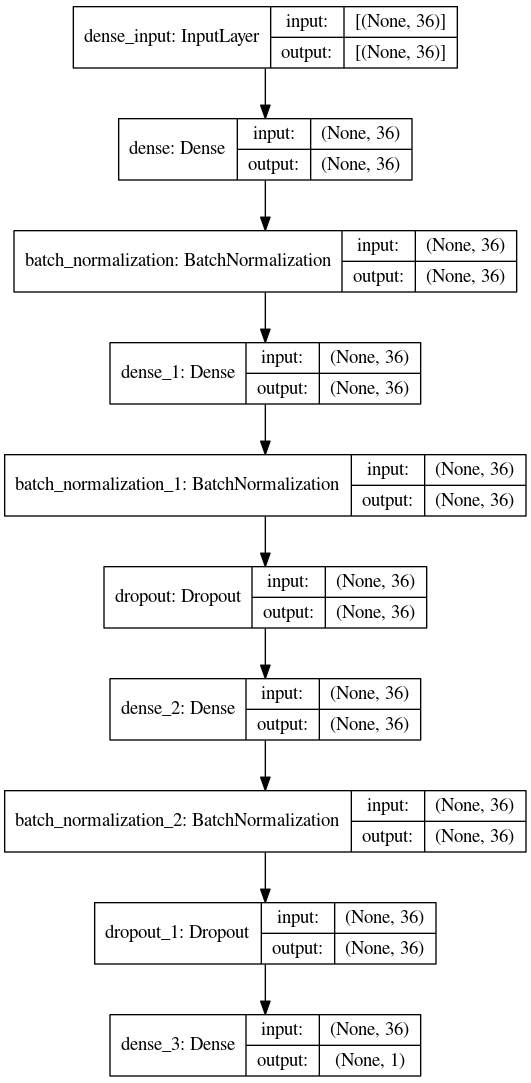 dense_input: InputLayer
input: [(None, 36)]
output: [(None, 36)]
dense: Dense
input: (None, 36)
output: (None, 36)
batch_normalization: BatchNormalization
input: (None, 36)
output: (None, 36)
dense_1: Dense
input: (None, 36)
output: (None, 36)
batch_normalization_1: BatchNormalization
input: (None, 36)
output: (None, 36)
dropout: Dropout
input: (None, 36)
output: (None, 36)
dense_2: Dense
input: (None, 36)
output: (None, 36)
batch_normalization_2: BatchNormalization
input: (None, 36)
output: (None, 36)
dropout_1: Dropout
input: (None, 36)
output: (None, 36)
dense_3: Dense
input: (None, 36)
output: (None, 1)